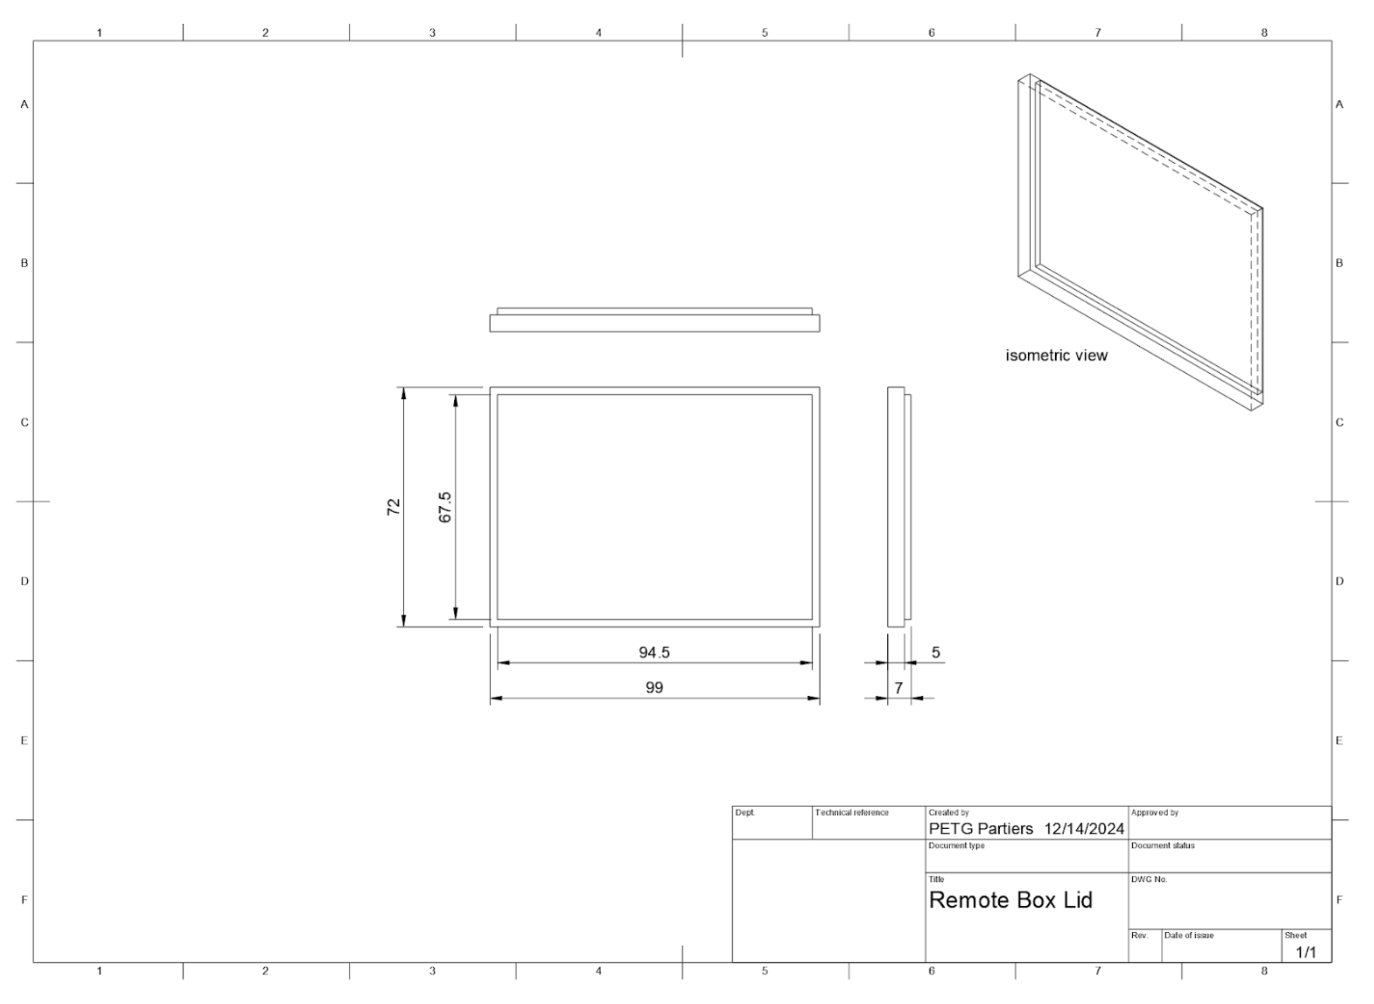 1 2 3 4 5 6 7 8
A A
B B
isometric view
C C
72
67.5
D D
94.5
5
99
7
E E
Dept.
Technical reference
Created by
PETG Partiers 12/14/2024
Approved by
Document type
Document status
Title
Remote Box Lid
DWG No.
F F
Rev.
Date of issue
Sheet
1/1
1 2 3 4 5 6 7 8